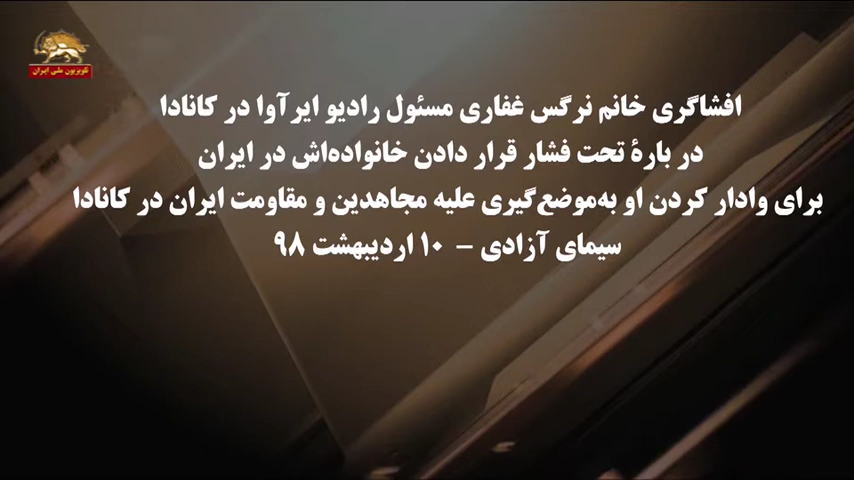 تلویزیون ملی ایران
افشاگری خانم نرگس غفاری مسئول رادیو ایرآوا در کانادا
در بارهٔ تحت فشار قرار دادن خانواده‌اش در ایران
برای وادار کردن او به‌موضع‌گیری علیه مجاهدین و مقاومت ایران در کانادا
سیمای آزادی – ۱۰ اردیبهشت ۹۸